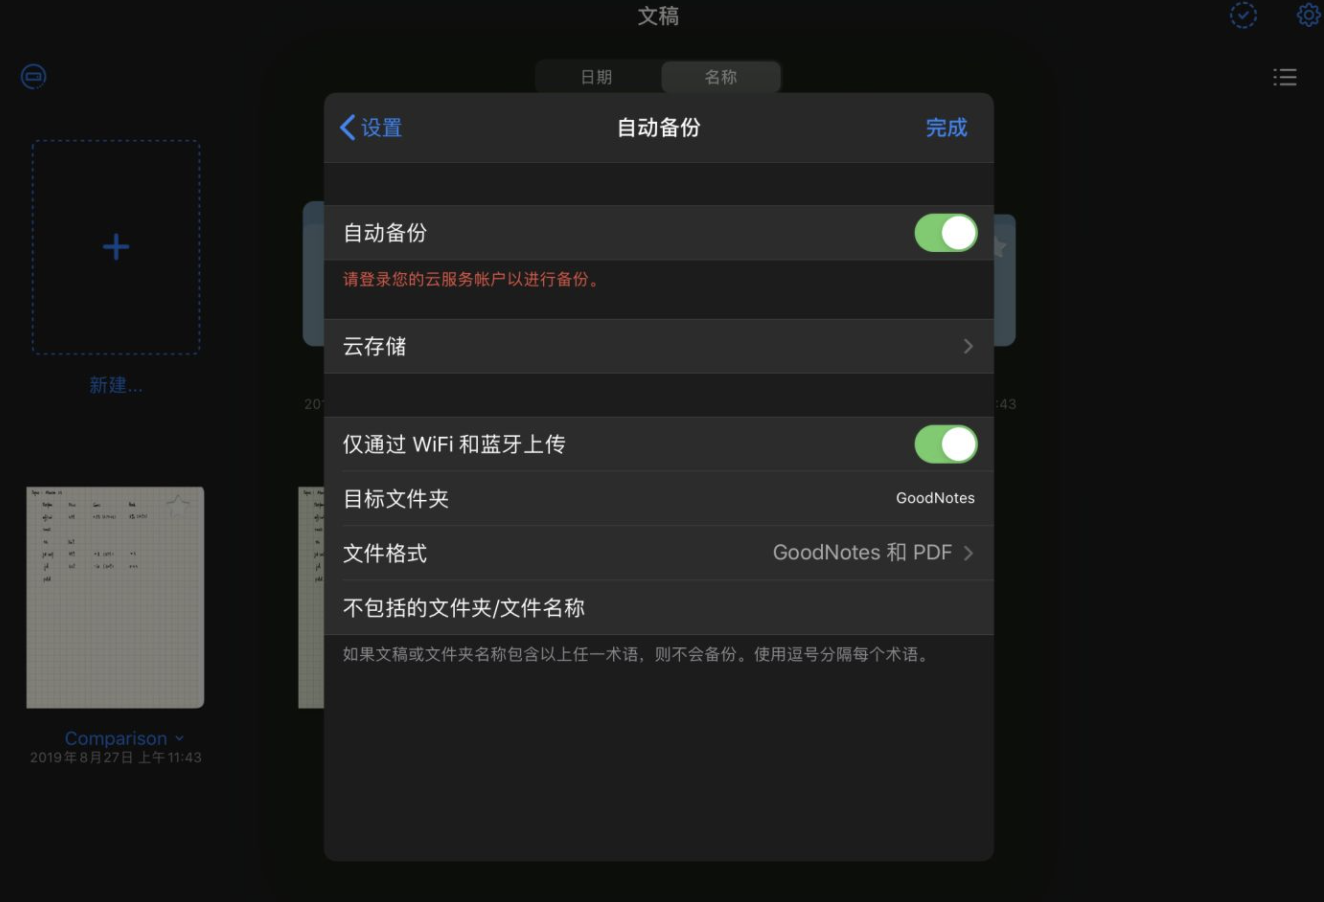 文稿
日期 名称
设置 自动备份 完成
自动备份
请登录您的云服务帐户以进行备份。
云存储
新建...
:43
仅通过 WiFi 和蓝牙上传
目标文件夹 GoodNotes
文件格式 GoodNotes 和 PDF
不包括的文件夹/文件名称
如果文稿或文件夹名称包含以上任一术语，则不会备份。使用逗号分隔每个术语。
Comparison
2019年8月27日 上午11:43